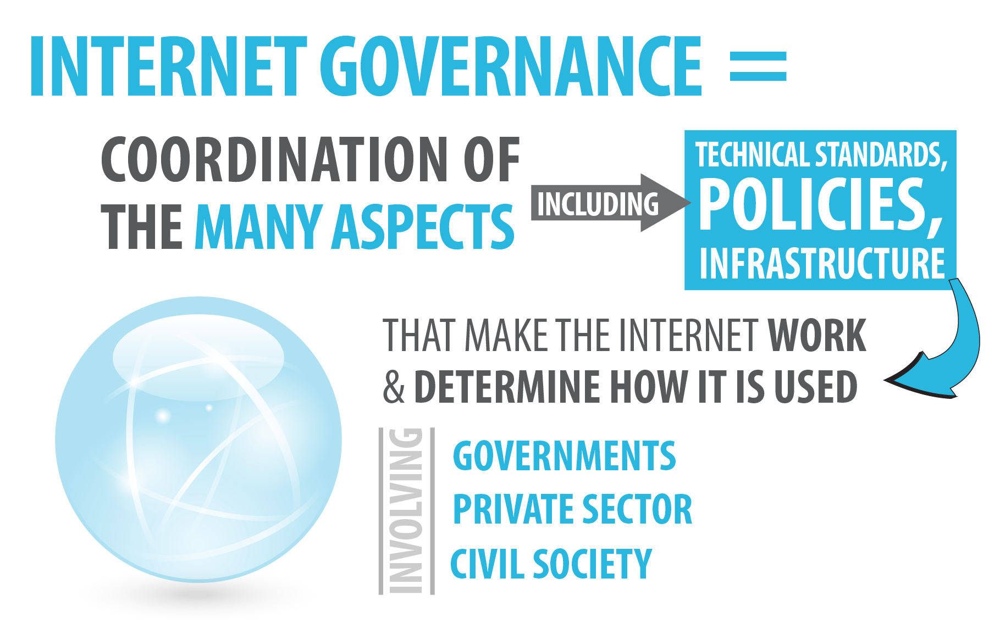 INTERNET GOVERNANCE =
COORDINATION OF
THE MANY ASPECTS
INCLUDING
TECHNICAL STANDARDS,
POLICIES,
INFRASTRUCTURE
THAT MAKE THE INTERNET WORK
& DETERMINE HOW IT IS USED
INVOLVING
GOVERNMENTS
PRIVATE SECTOR
CIVIL SOCIETY